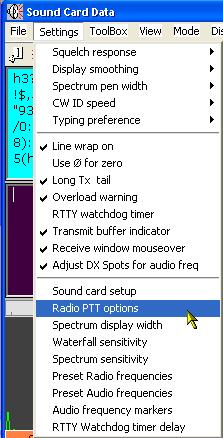 Sound Card Data
File Settings ToolBox View Mode
Squelch response
Display smoothing
Spectrum pen width
CW ID speed
Typing preference
Line wrap on
Use Ø for zero
Long Tx tail
Overload warning
RTTY watchdog timer
Transmit buffer indicator
Receive window mouseover
Adjust DX Spots for audio freq
Sound card setup
Radio PTT options
Spectrum display width
Waterfall sensitivity
Spectrum sensitivity
Preset Radio frequencies
Preset Audio frequencies
Audio frequency markers
RTTY Watchdog timer delay
h3?
!$,.
"93
/0:
8):
5(h